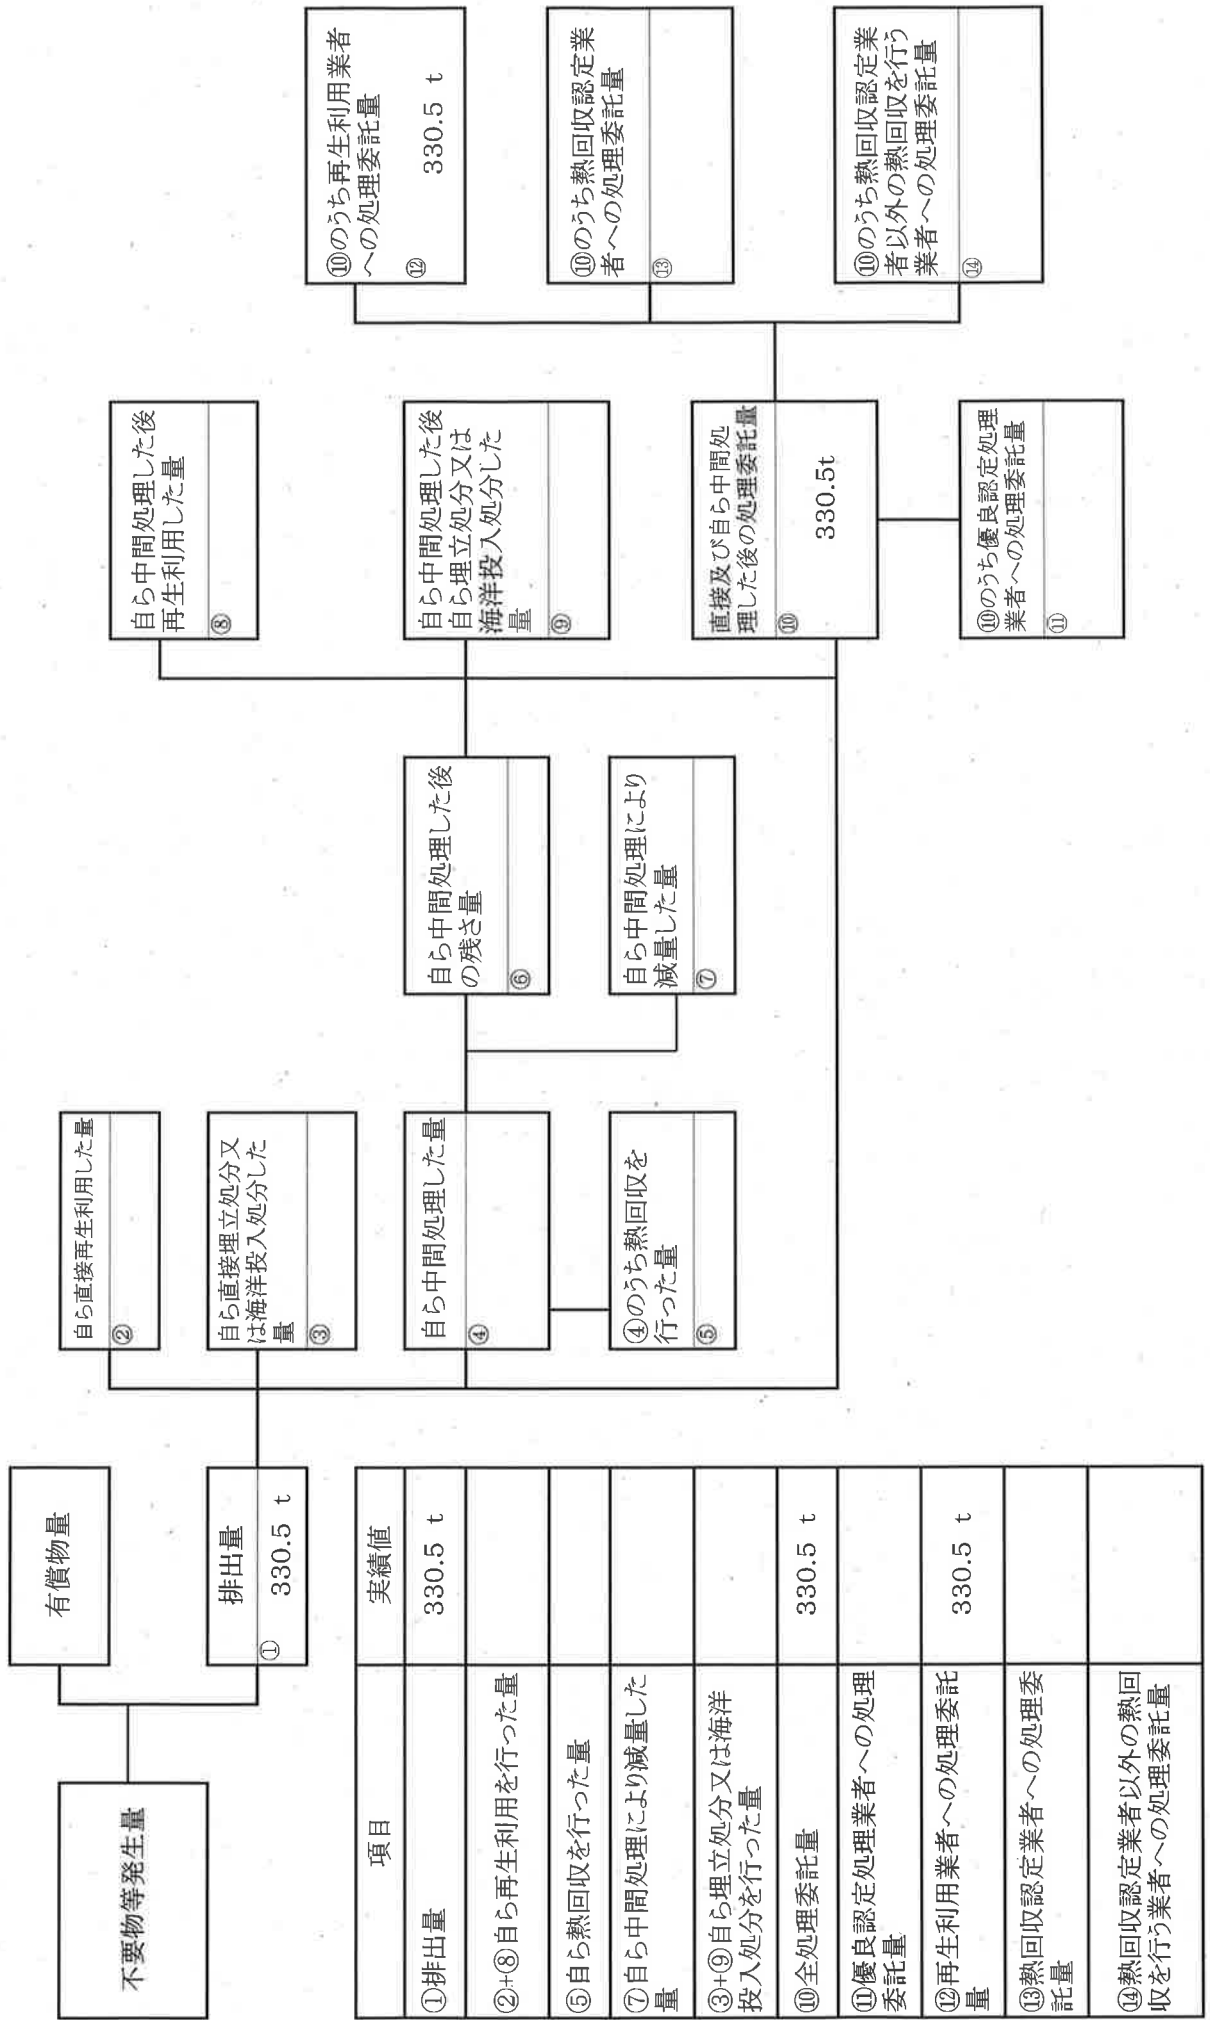 不要物等発生量
有償物量
排出量
①
330.5 t
自ら直接再生利用した量
②
自ら直接埋立処分又
は海洋投入処分した
量
③
自ら中間処理した量
④
④のうち熱回収を
行った量
⑤
自ら中間処理した後
の残さ量
⑥
自ら中間処理により
減量した量
⑦
自ら中間処理した後
再生利用した量
⑧
自ら中間処理した後
自ら埋立処分又は
海洋投入処分した
量
⑨
直接及び自ら中間処
理した後の処理委託量
⑩
330.5t
⑩のうち優良認定処理
業者への処理委託量
⑪
⑩のうち再生利用業者
への処理委託量
⑫
330.5 t
⑩のうち熱回収認定業
者への処理委託量
⑬
⑩のうち熱回収認定業
者以外の熱回収を行う
業者への処理委託量
⑭
項目 実績値
①排出量 330.5 t
②+⑧自ら再生利用を行った量
⑤自ら熱回収を行った量
⑦自ら中間処理により減量した
量
③+⑨自ら埋立処分又は海洋
投入処分を行った量
⑩全処理委託量 330.5 t
⑪優良認定処理業者への処理
委託量
⑫再生利用業者への処理委託
量 330.5 t
⑬熱回収認定業者への処理委
託量
⑭熱回収認定業者以外の熱回
収を行う業者への処理委託量